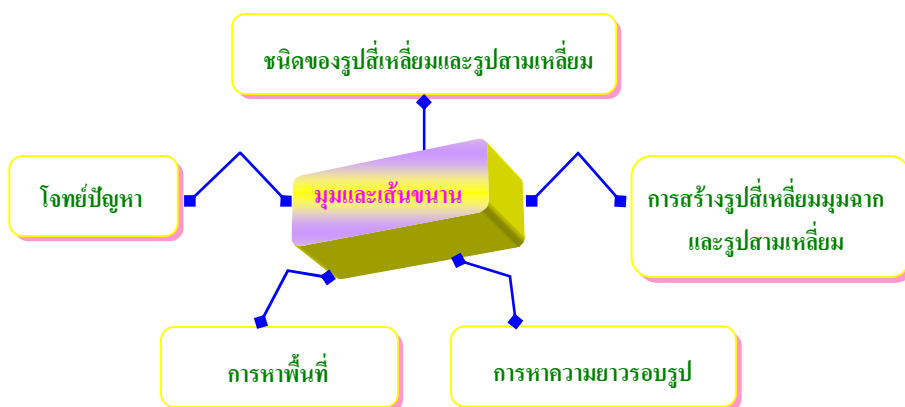 ชนิดของรูปสี่เหลี่ยมและรูปสามเหลี่ยม
โจทย์ปัญหา
มุมและเส้นขนาน
การสร้างรูปสี่เหลี่ยมมุมฉาก
และรูปสามเหลี่ยม
การหาพื้นที่
การหาความยาวรอบรูป